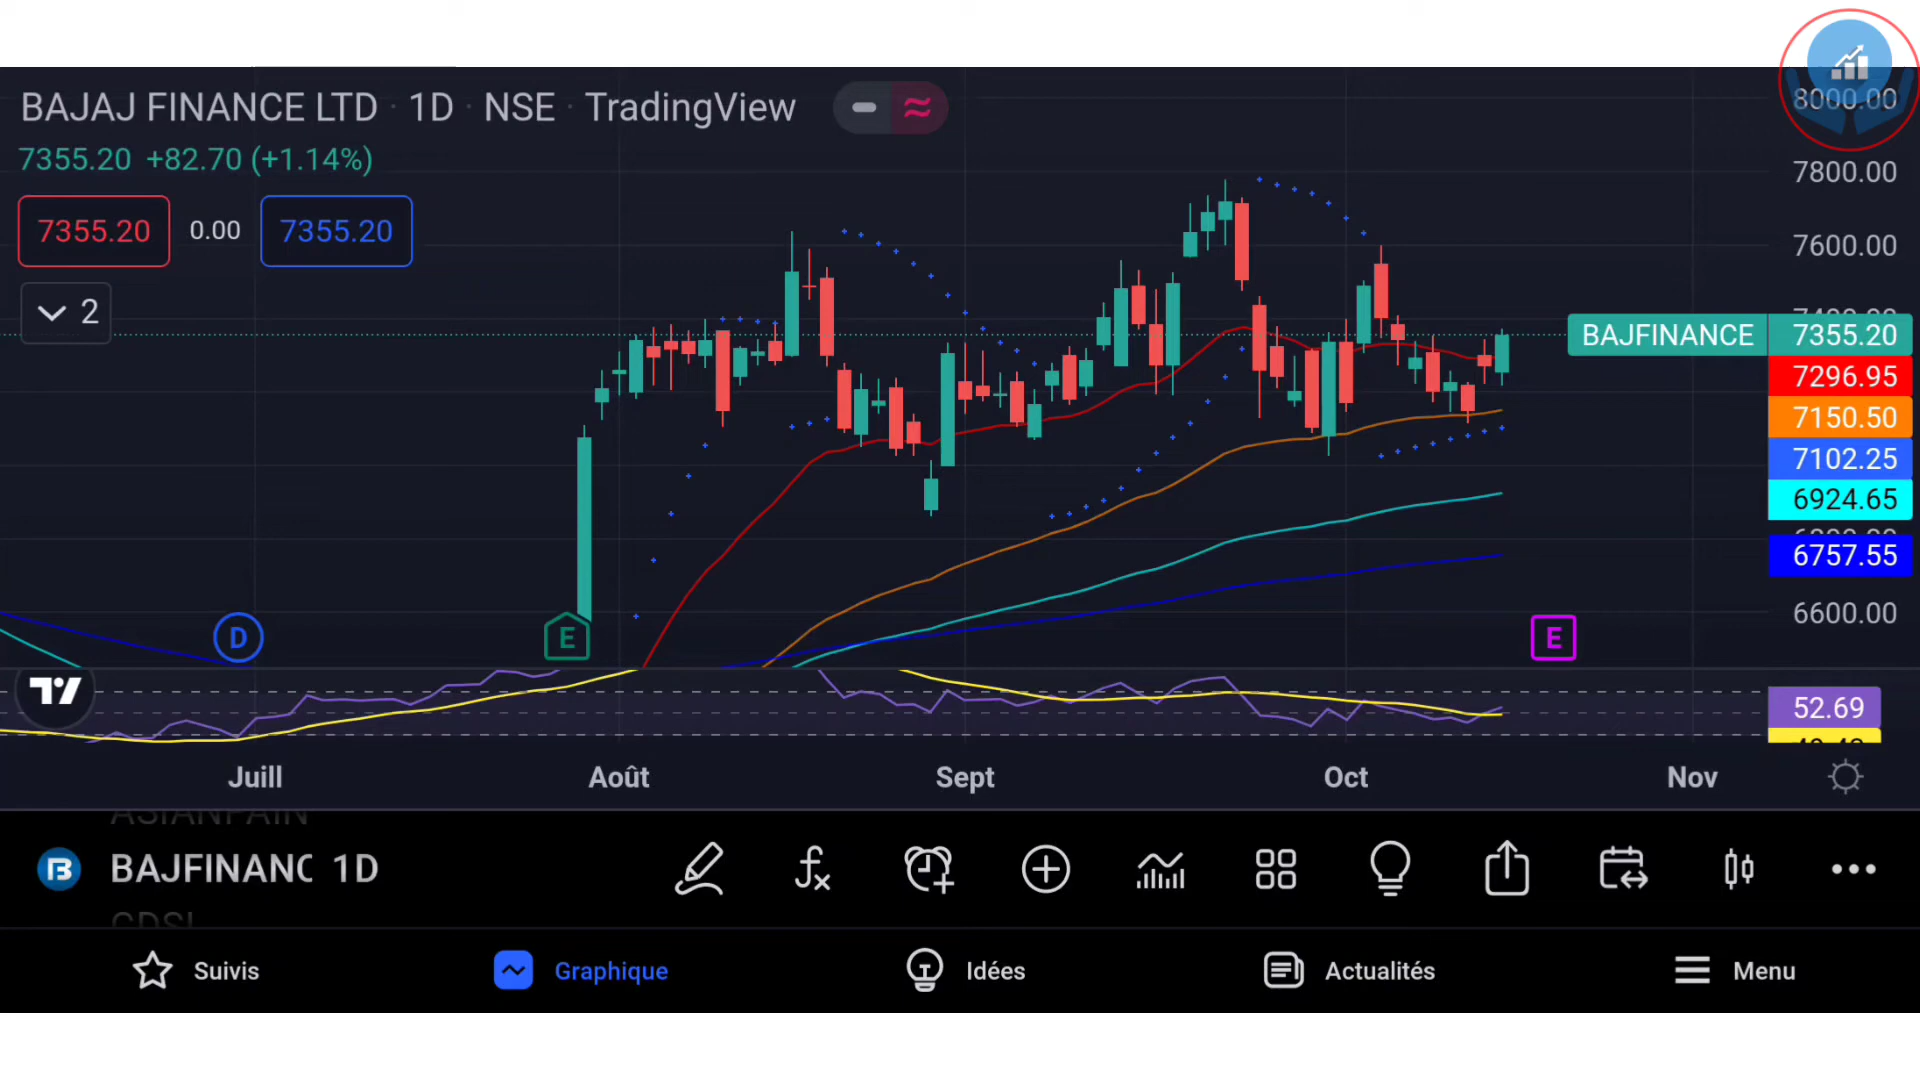 BAJAJ FINANCE LTD · 1D · NSE · TradingView
7355.20 +82.70 (+1.14%)
7355.20 0.00 7355.20
2
8000.00
7800.00
7600.00
BAJFINANCE 7355.20
7296.95
7150.50
7102.25
6924.65
6757.55
6600.00
D E E
52.69
Juill Août Sept Oct Nov
ASIANPAIN
BAJFINANC 1D
CDSL
Suivis Graphique Idées Actualités Menu